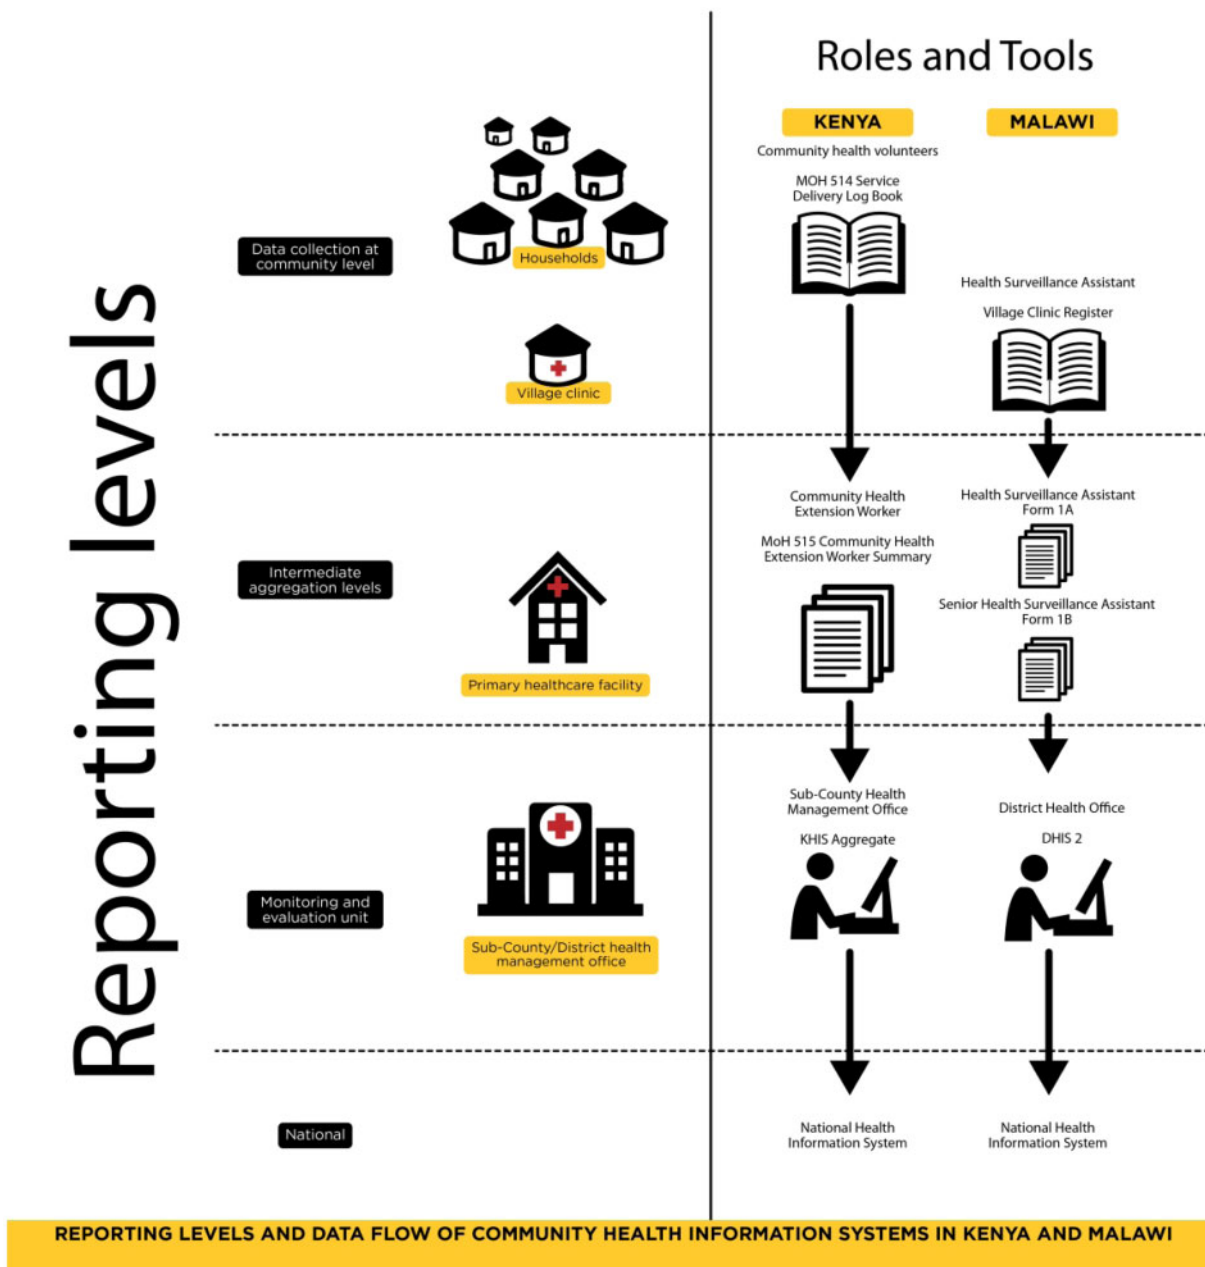 Reporting levels
Roles and Tools
KENYA
MALAWI
Data collection at
community level
Households
Village clinic
Community health volunteers
MOH 514 Service
Delivery Log Book
Health Surveillance Assistant
Village Clinic Register
Intermediate
aggregation levels
Primary healthcare facility
Community Health
Extension Worker
MoH 515 Community Health
Extension Worker Summary
Health Surveillance Assistant
Form 1A
Senior Health Surveillance Assistant
Form 1B
Monitoring and
evaluation unit
Sub-County/District health
management office
Sub-County Health
Management Office
KHIS Aggregate
District Health Office
DHIS 2
National
National Health
Information System
National Health
Information System
REPORTING LEVELS AND DATA FLOW OF COMMUNITY HEALTH INFORMATION SYSTEMS IN KENYA AND MALAWI